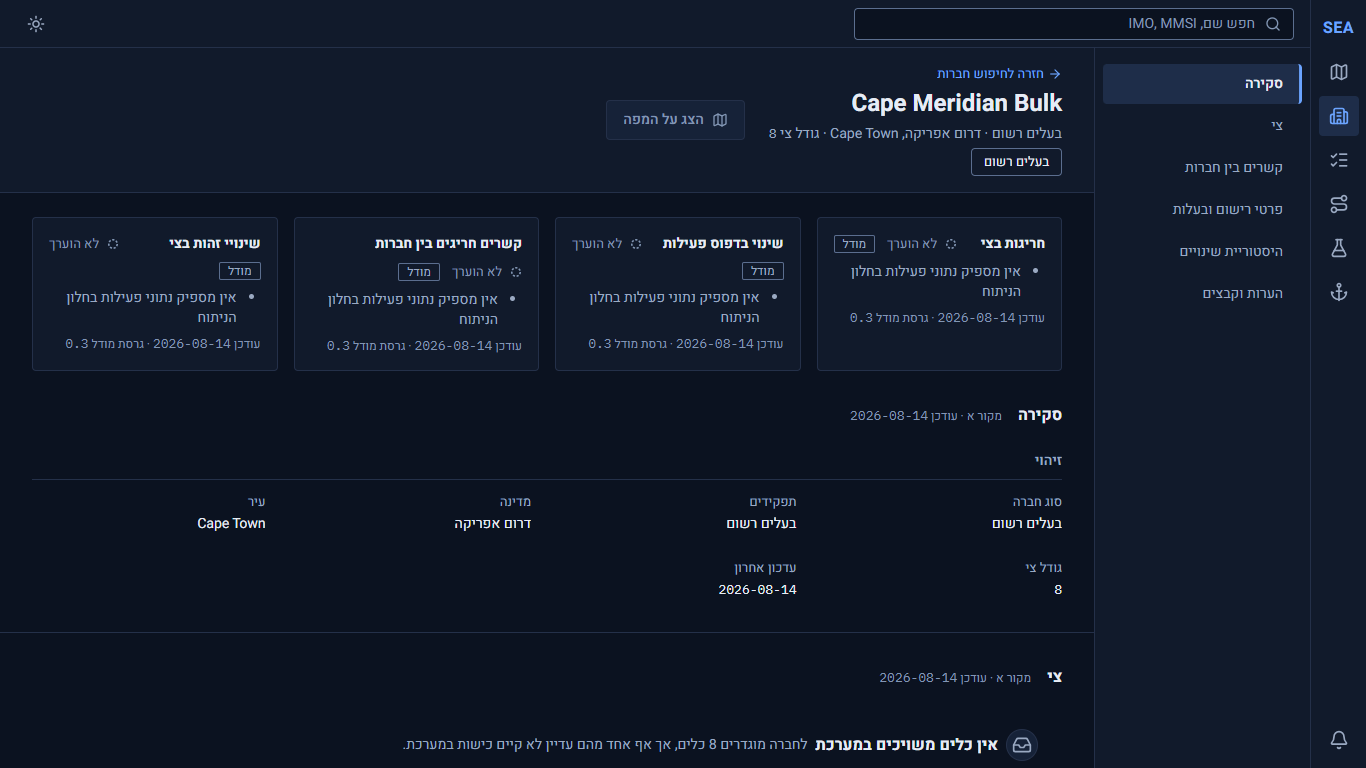 SEA
חפש שם, IMO, MMSI
סקירה
צי
קשרים בין חברות
פרטי רישום ובעלות
היסטוריית שינויים
הערות וקבצים
→ חזרה לחיפוש חברות
Cape Meridian Bulk
בעלים רשום · דרום אפריקה, Cape Town · גודל צי 8
בעלים רשום
הצג על המפה
חריגות בצי
לא הוערך
מודל
• אין מספיק נתוני פעילות בחלון
הניתוח
עודכן 2026-08-14 · גרסת מודל 0.3
שינוי בדפוס פעילות
לא הוערך
מודל
• אין מספיק נתוני פעילות בחלון
הניתוח
עודכן 2026-08-14 · גרסת מודל 0.3
קשרים חריגים בין חברות
לא הוערך
מודל
• אין מספיק נתוני פעילות בחלון
הניתוח
עודכן 2026-08-14 · גרסת מודל 0.3
שינויי זהות בצי
לא הוערך
מודל
• אין מספיק נתוני פעילות בחלון
הניתוח
עודכן 2026-08-14 · גרסת מודל 0.3
סקירה
מקור א · עודכן 2026-08-14
זיהוי
סוג חברה
בעלים רשום
תפקידים
בעלים רשום
מדינה
דרום אפריקה
עיר
Cape Town
גודל צי
8
עדכון אחרון
2026-08-14
צי
מקור א · עודכן 2026-08-14
אין כלים משויכים במערכת
לחברה מוגדרים 8 כלים, אך אף אחד מהם עדיין לא קיים כישות במערכת.